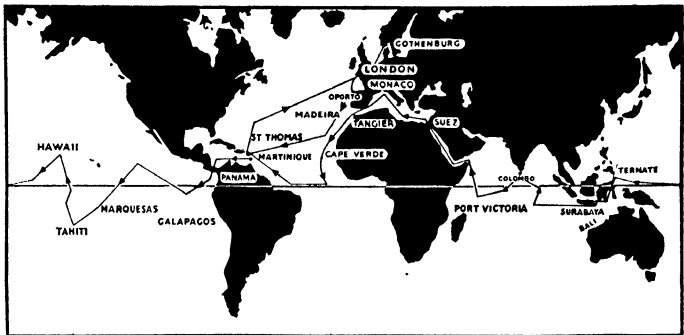 GOTHENBURG
LONDON
MONACO
OPORTO
MADEIRA
TANGIER
SUEZ
ST THOMAS
HAWAII
MARTINIQUE
CAPE VERDE
PANAMA
COLOMBO
TERNATE
MARQUESAS
PORT VICTORIA
SURABAYA
GALAPAGOS
BALI
TAHITI